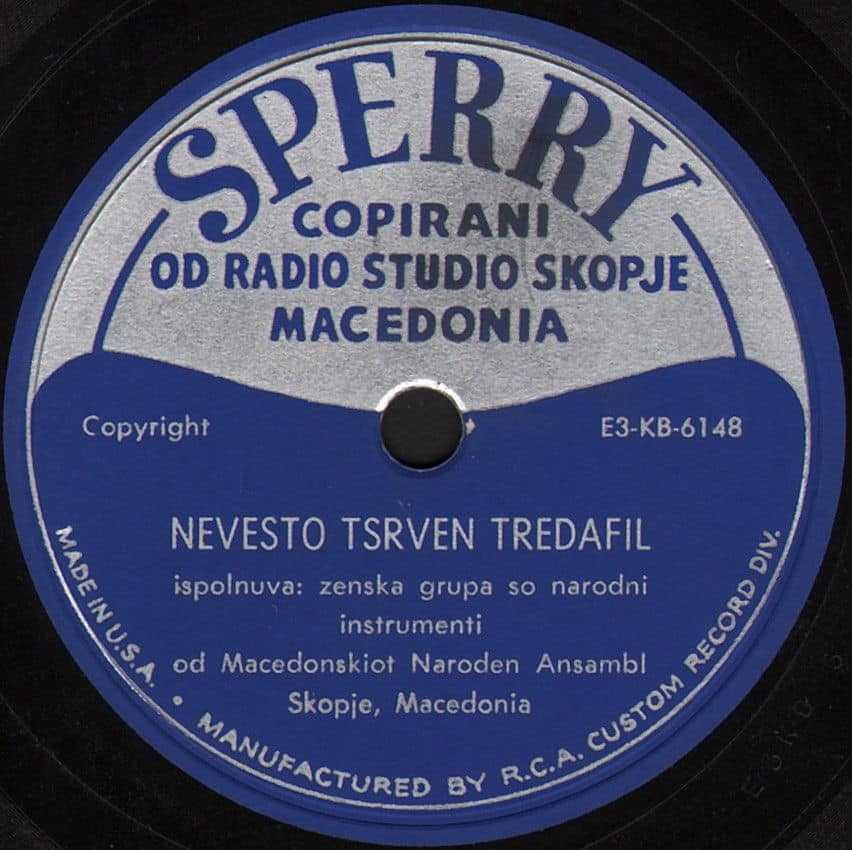 SPERRY
COPIRANI
OD RADIO STUDIO SKOPJE
MACEDONIA
Copyright
E3-KB-6148
NEVESTO TSRVEN TREDAFIL
ispolnuva: zenska grupa so narodni
instrumenti
od Macedonskiot Naroden Ansambl
Skopje, Macedonia
MADE IN U.S.A. • MANUFACTURED BY R.C.A. CUSTOM RECORD DIV.